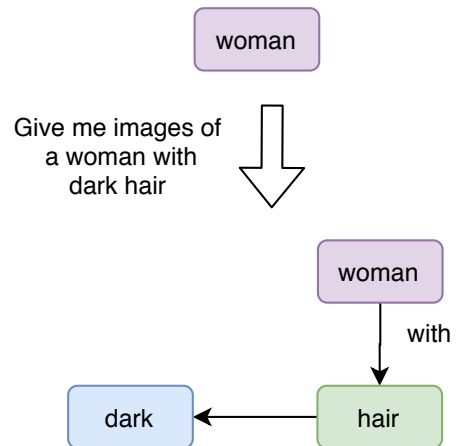 woman
Give me images of
a woman with
dark hair
woman
with
dark
hair